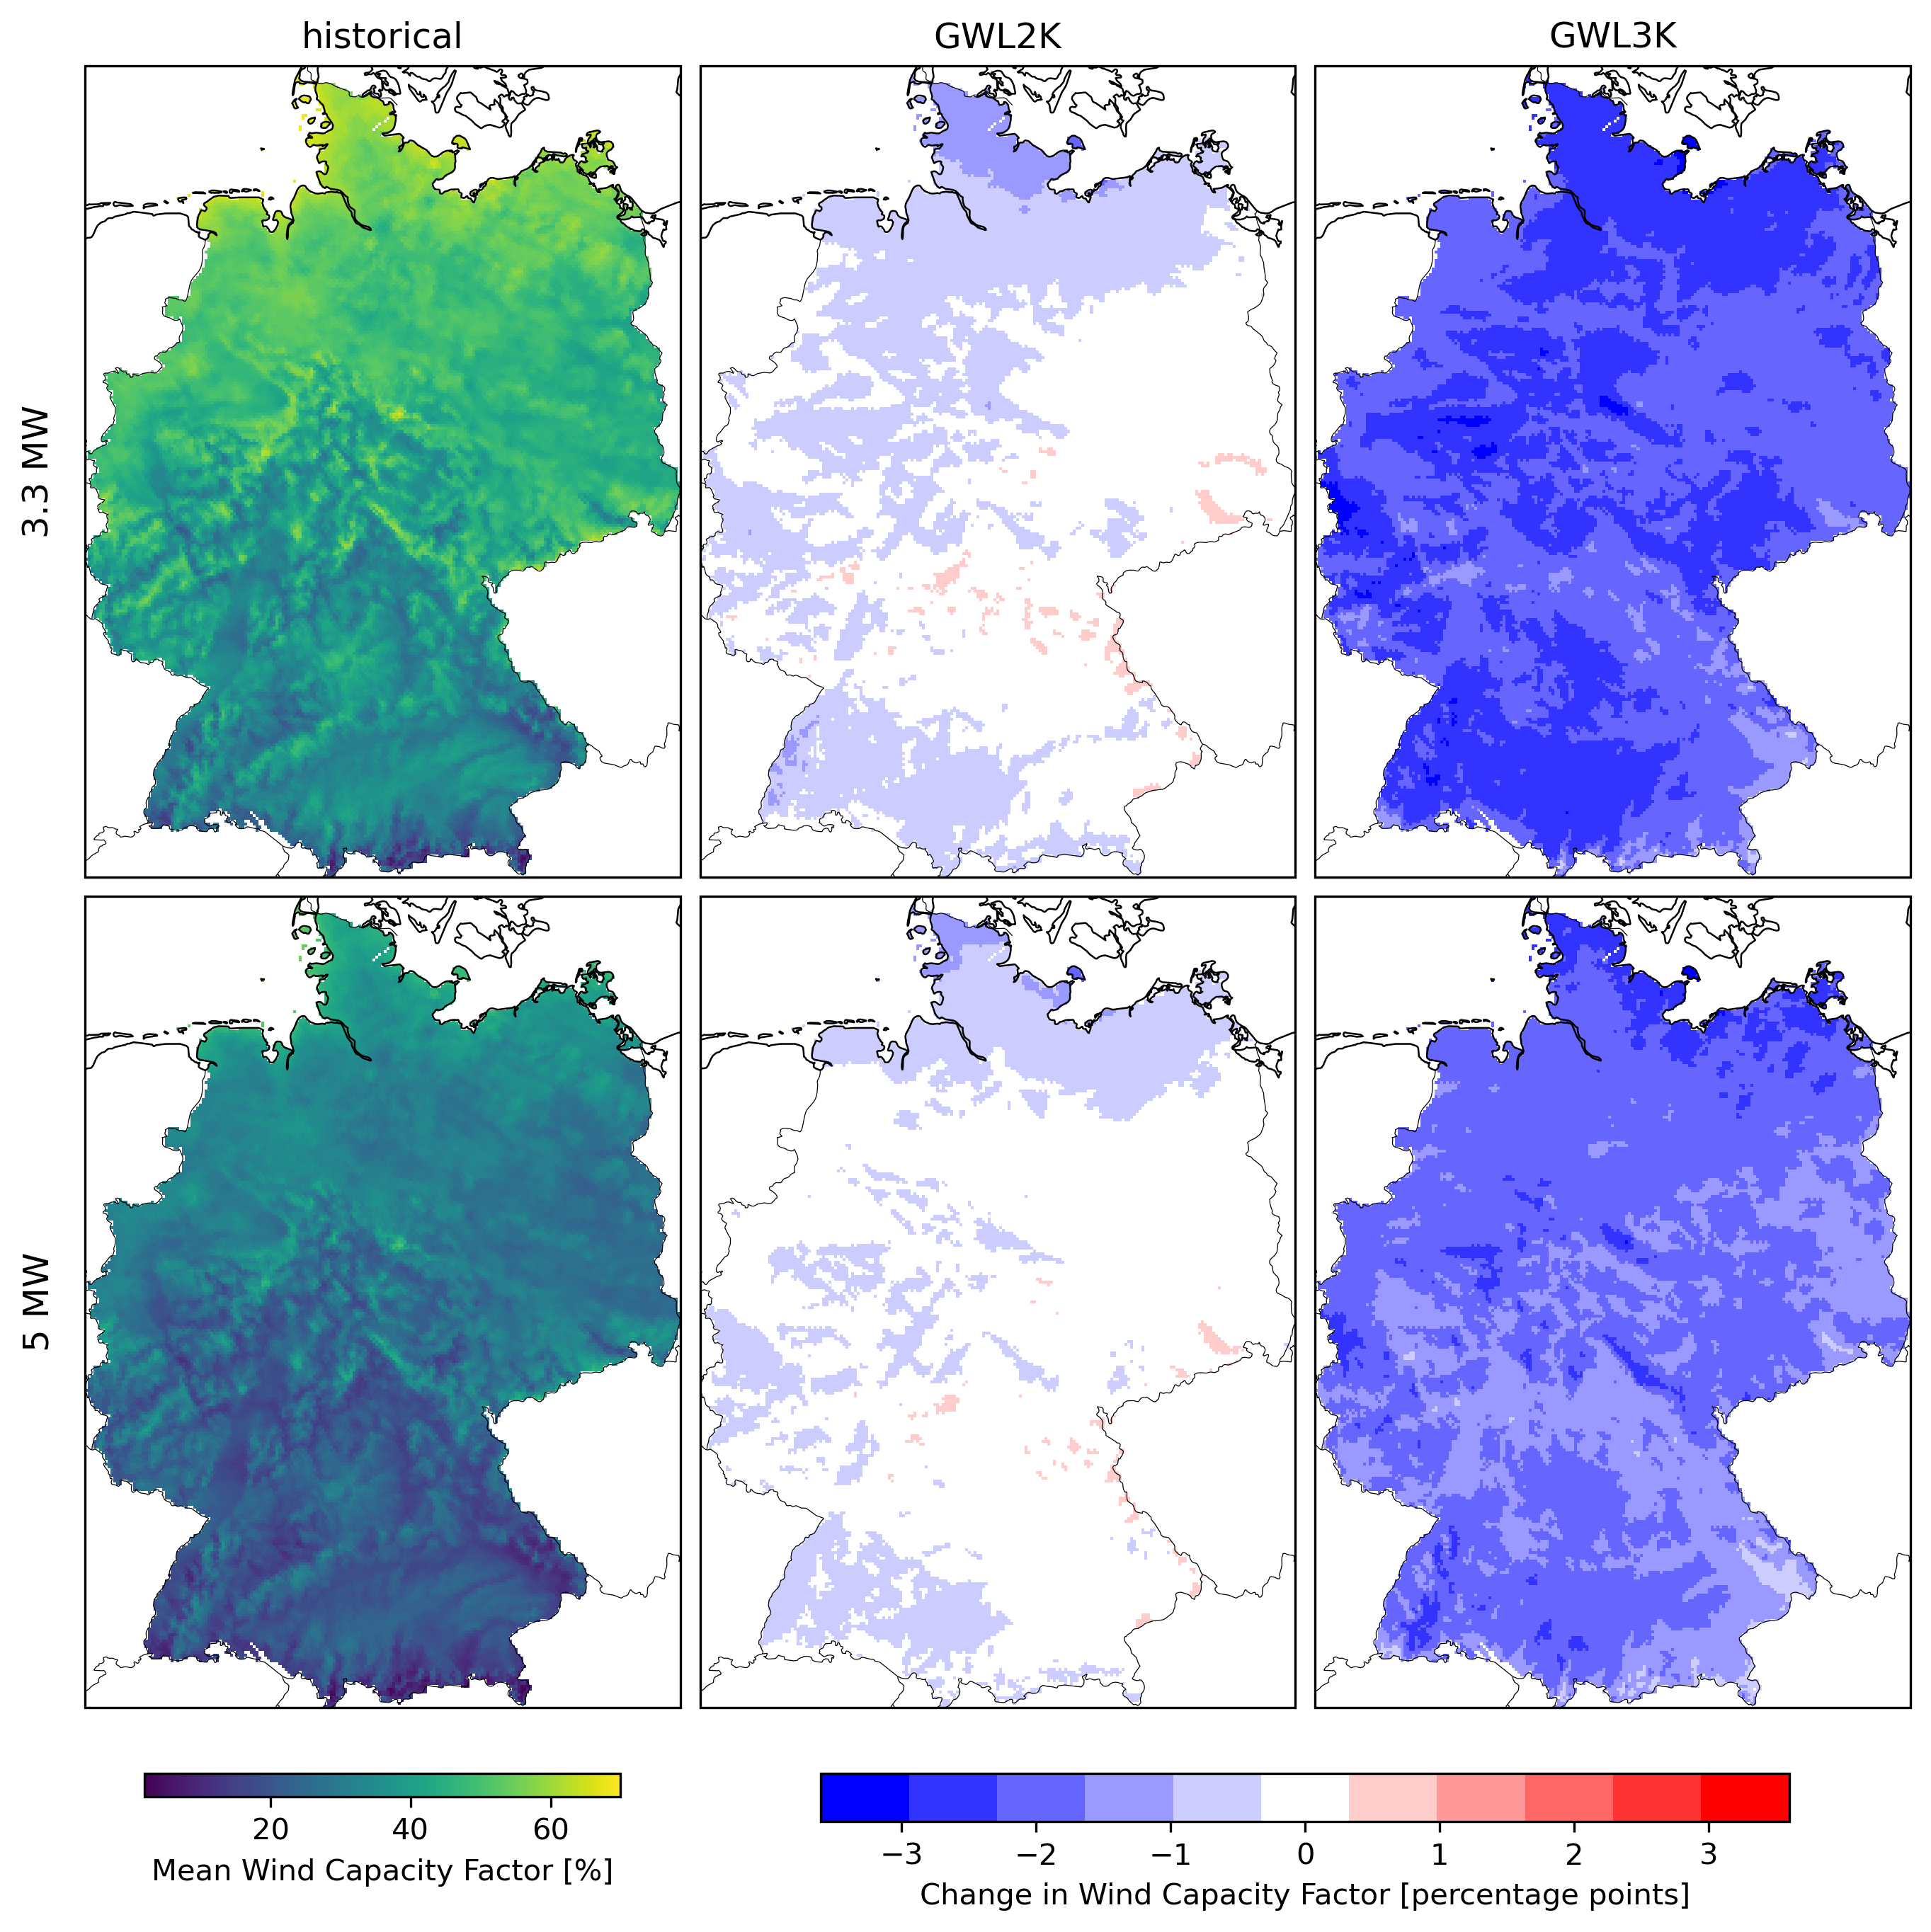 historical GWL2K GWL3K
3.3 MW
5 MW
20 40 60
Mean Wind Capacity Factor [%]
−3 −2 −1 0 1 2 3
Change in Wind Capacity Factor [percentage points]